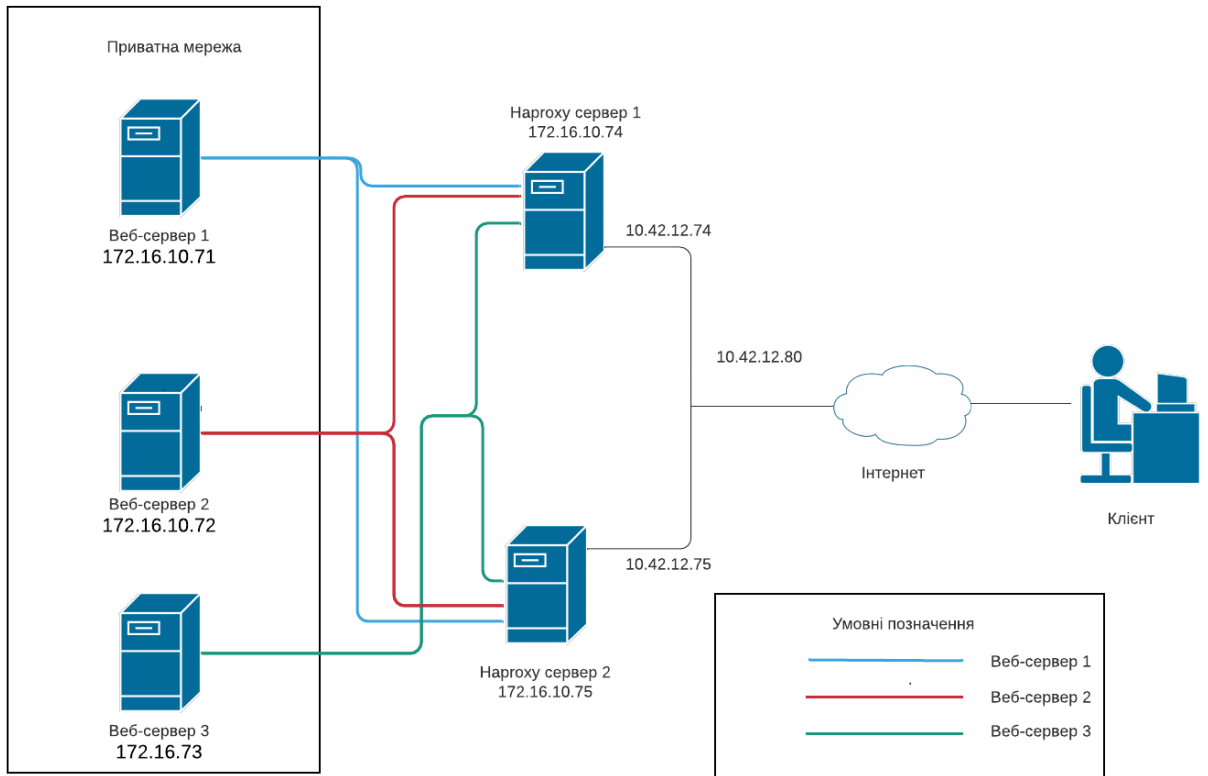 Приватна мережа
Веб-сервер 1
172.16.10.71
Веб-сервер 2
172.16.10.72
Веб-сервер 3
172.16.73
Haproxy сервер 1
172.16.10.74
10.42.12.74
10.42.12.80
Інтернет
Клієнт
10.42.12.75
Haproxy сервер 2
172.16.10.75
Умовні позначення
Веб-сервер 1
Веб-сервер 2
Веб-сервер 3